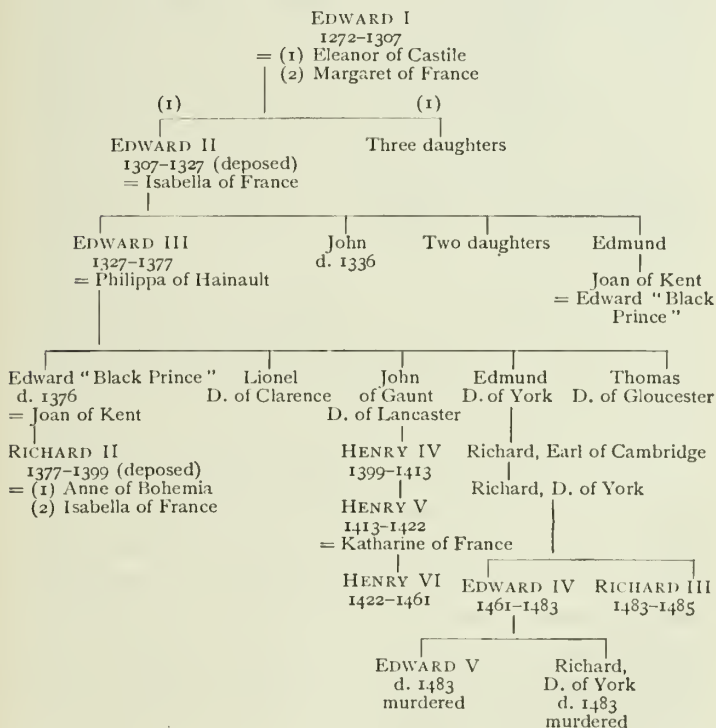 EDWARD I
1272–1307
= (1) Eleanor of Castile
(2) Margaret of France
(1) (1)
EDWARD II Three daughters
1307–1327 (deposed)
= Isabella of France
EDWARD III John Two daughters Edmund
1327–1377 d. 1336
= Philippa of Hainault Joan of Kent
= Edward "Black
Prince"
Edward "Black Prince" Lionel John Edmund Thomas
d. 1376 D. of Clarence of Gaunt D. of York D. of Gloucester
= Joan of Kent D. of Lancaster
RICHARD II HENRY IV Richard, Earl of Cambridge
1377–1399 (deposed) 1399–1413
= (1) Anne of Bohemia Richard, D. of York
(2) Isabella of France HENRY V
1413–1422
= Katharine of France
HENRY VI EDWARD IV RICHARD III
1422–1461 1461–1483 1483–1485
EDWARD V Richard,
d. 1483 D. of York
murdered d. 1483
murdered